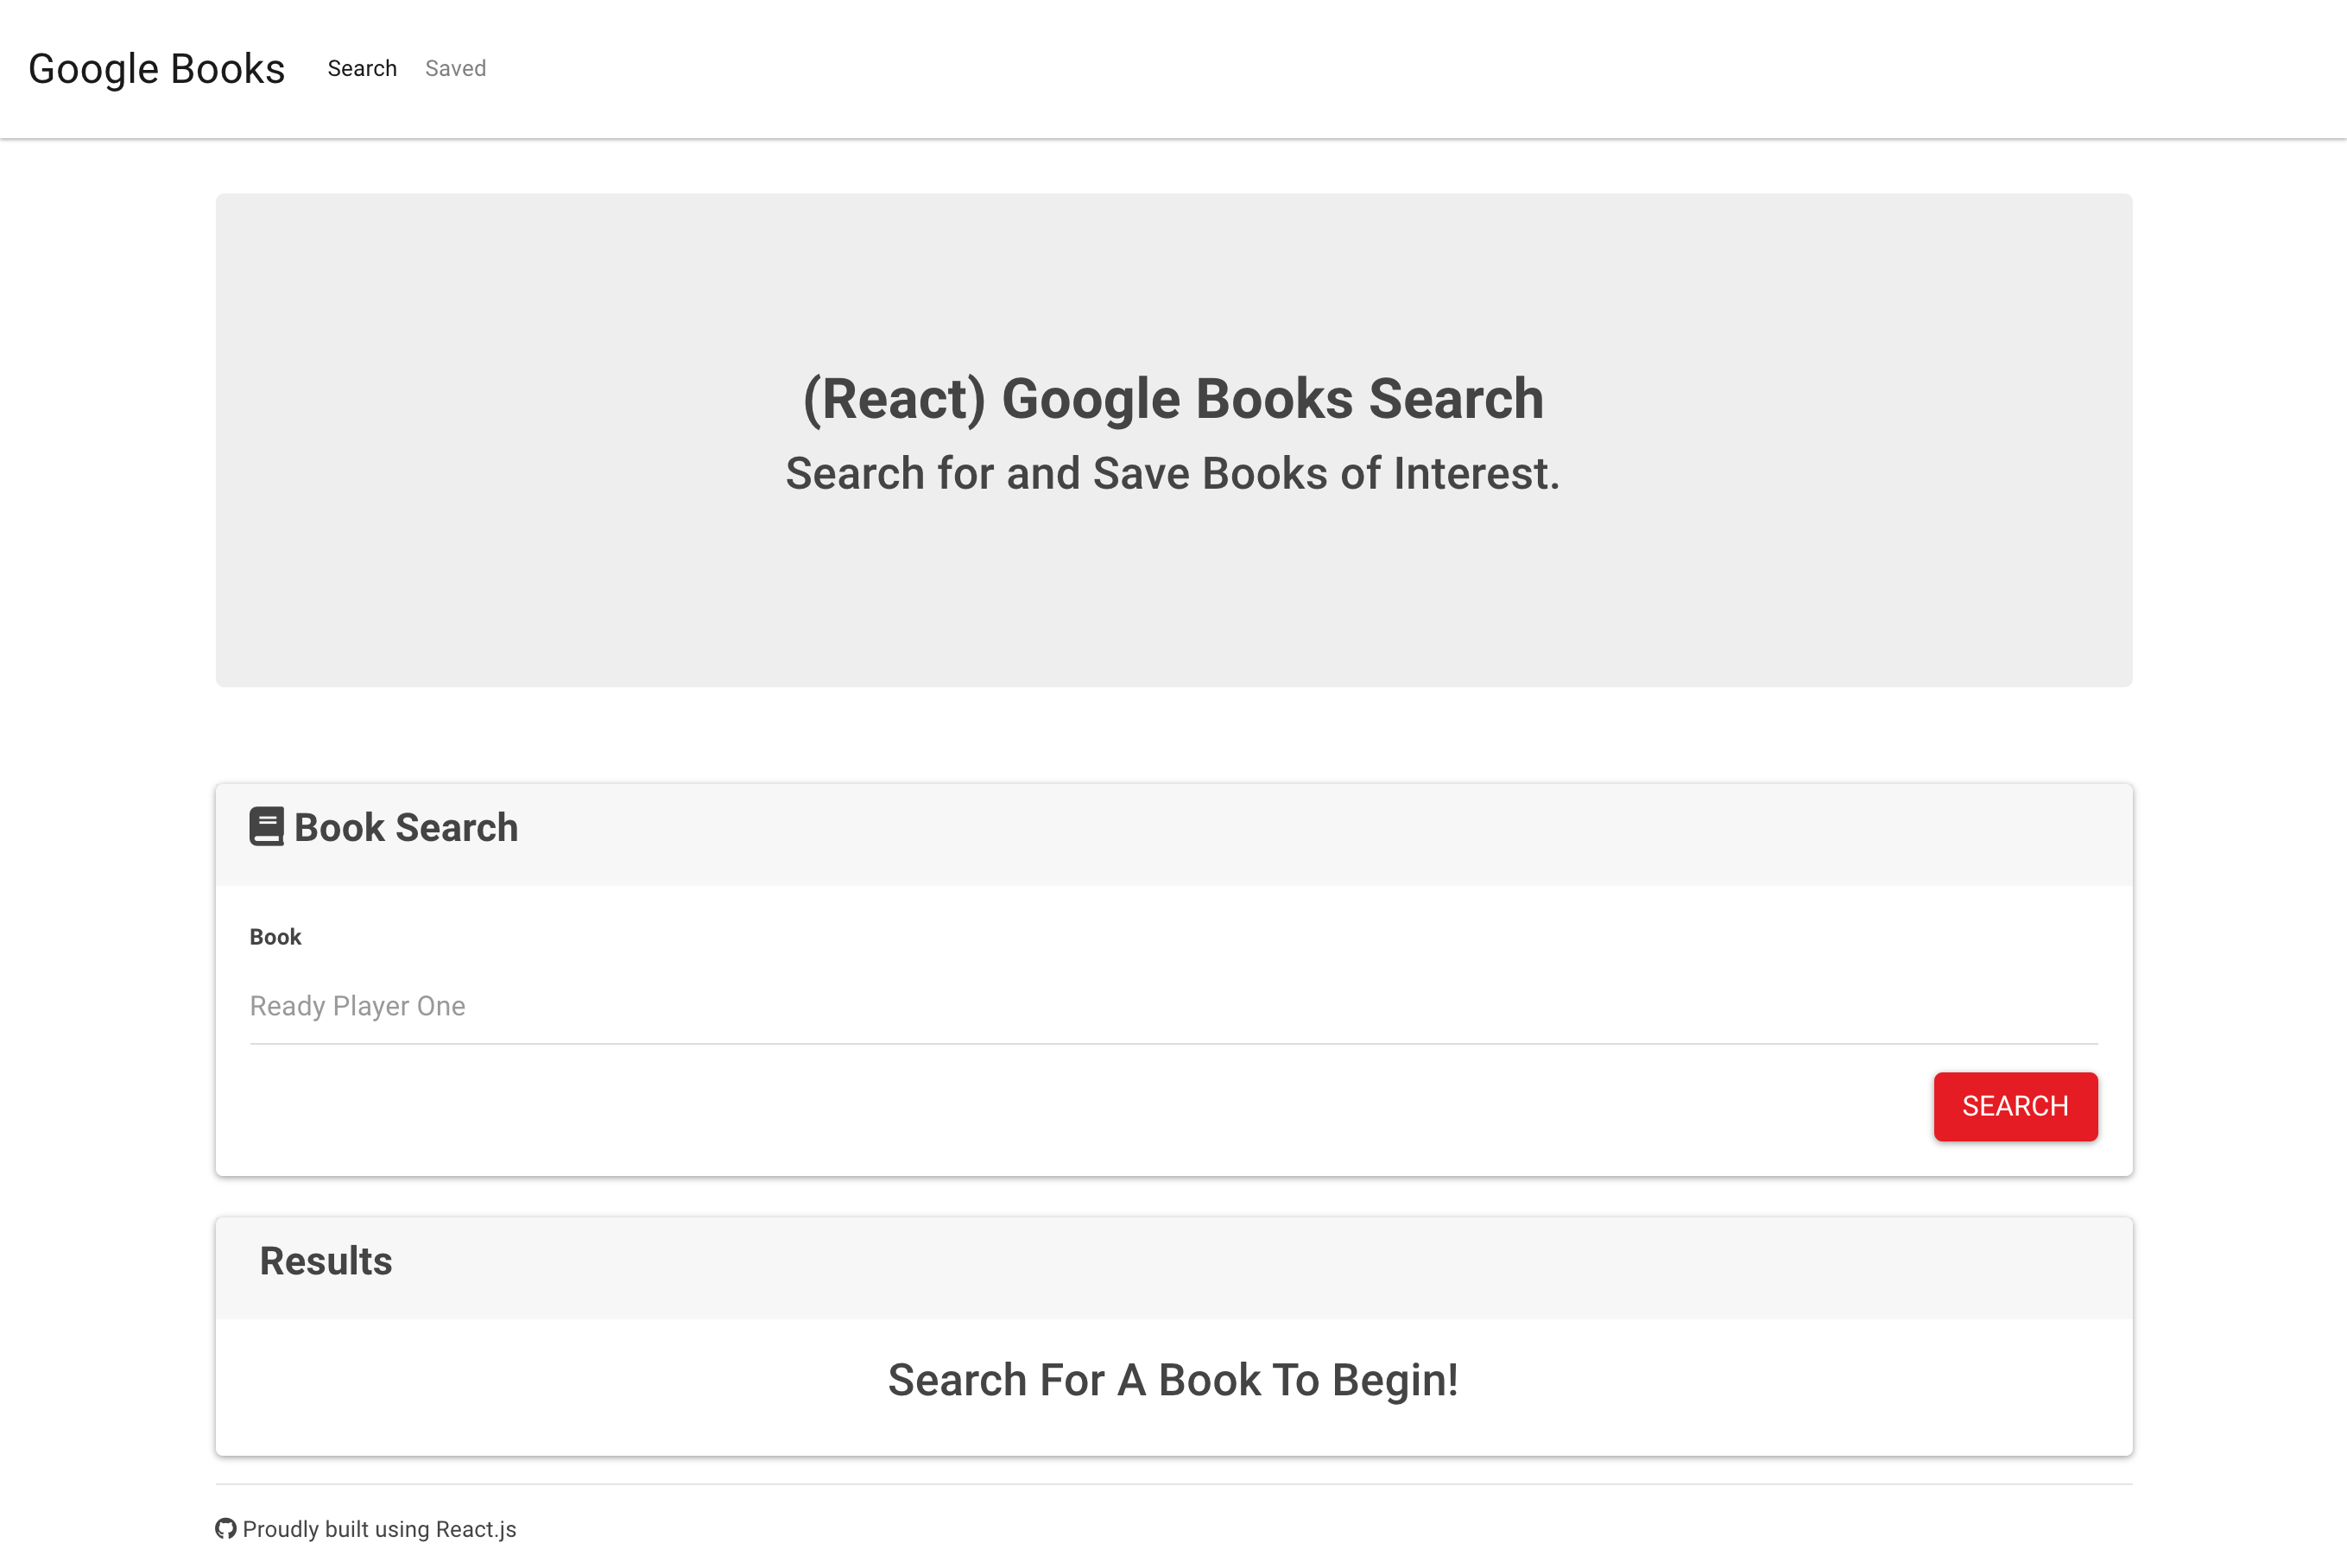 Google Books Search Saved
(React) Google Books Search
Search for and Save Books of Interest.
Book Search
Book
Ready Player One
SEARCH
Results
Search For A Book To Begin!
Proudly built using React.js